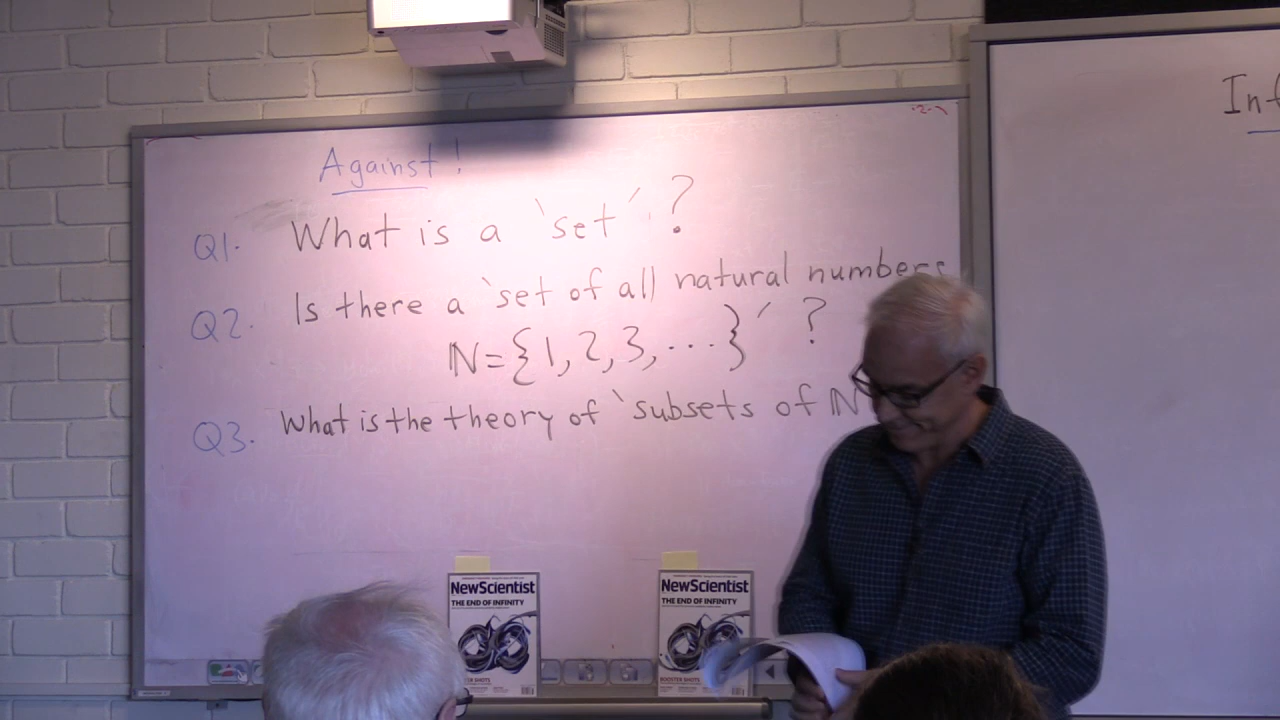 Against!
Q1. What is a 'set'?
Q2. Is there a 'set of all natural numbers
ℕ={1,2,3,...}' ?
Q3. What is the theory of 'subsets of ℕ
Inf
NewScientist
THE END OF INFINITY
NewScientist
THE END OF INFINITY
BOOSTER SHOTS